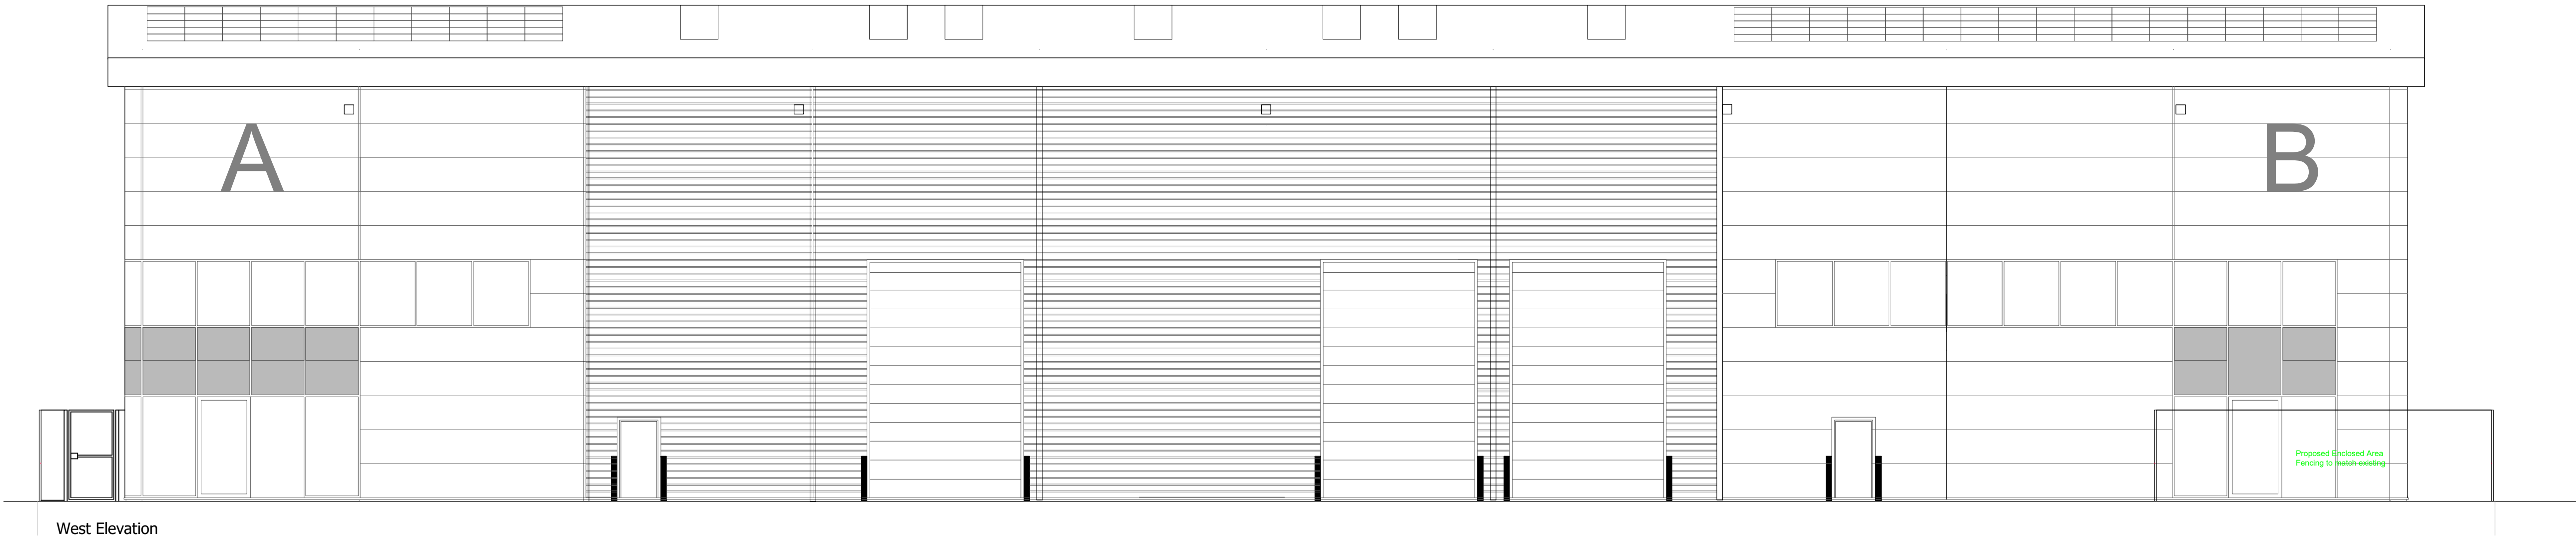 A
B
Proposed Enclosed Area
Fencing to match existing
West Elevation